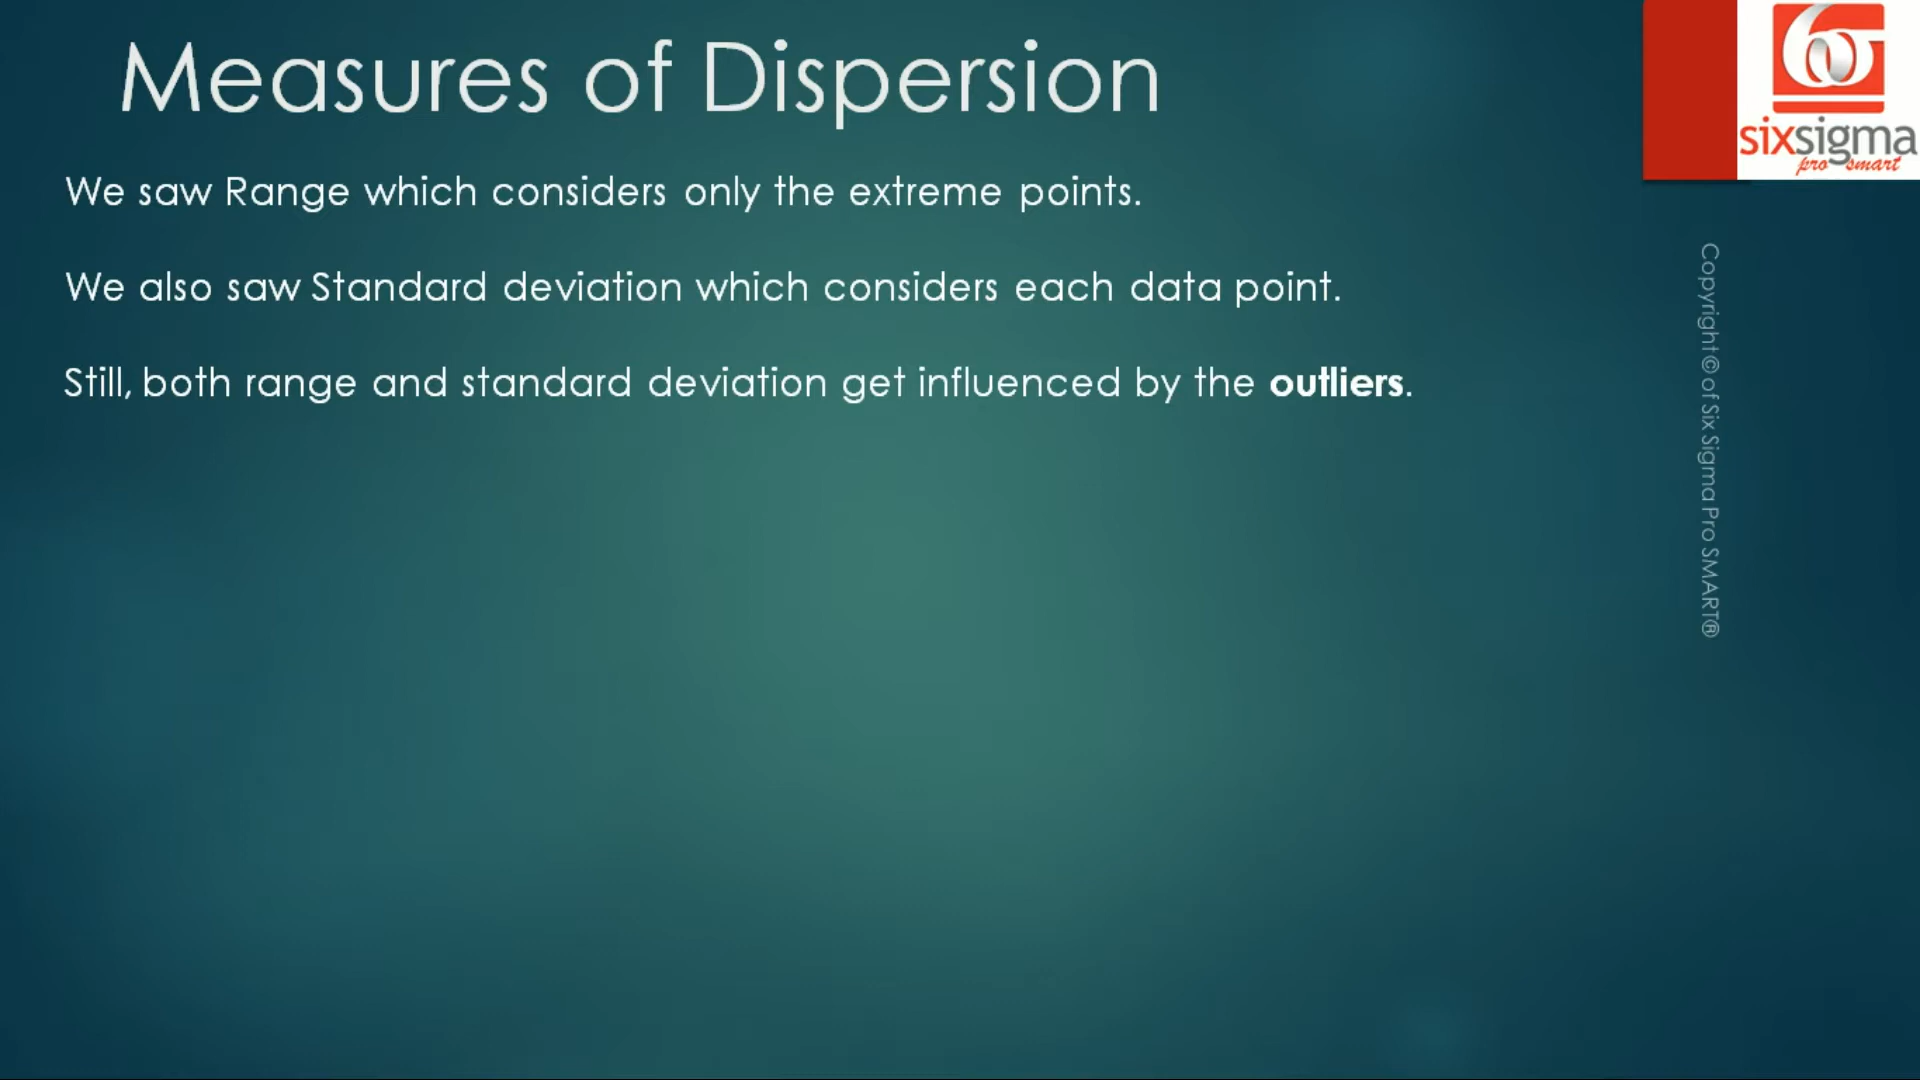 Measures of Dispersion
We saw Range which considers only the extreme points.
We also saw Standard deviation which considers each data point.
Still, both range and standard deviation get influenced by the outliers.
sixsigma
pro smart
Copyright© of Six Sigma Pro SMART®